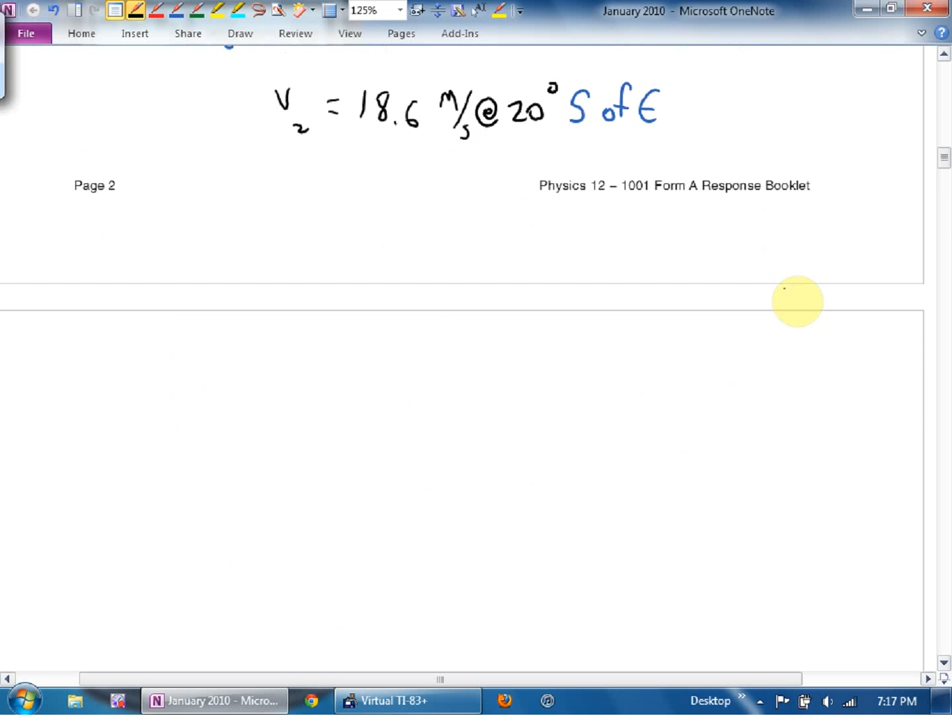 125%
January 2010 - Microsoft OneNote
File Home Insert Share Draw Review View Pages Add-Ins
V₂ = 18.6 m/s @ 20° S of E
Page 2
Physics 12 – 1001 Form A Response Booklet
January 2010 - Micro...
Virtual TI-83+
Desktop
7:17 PM